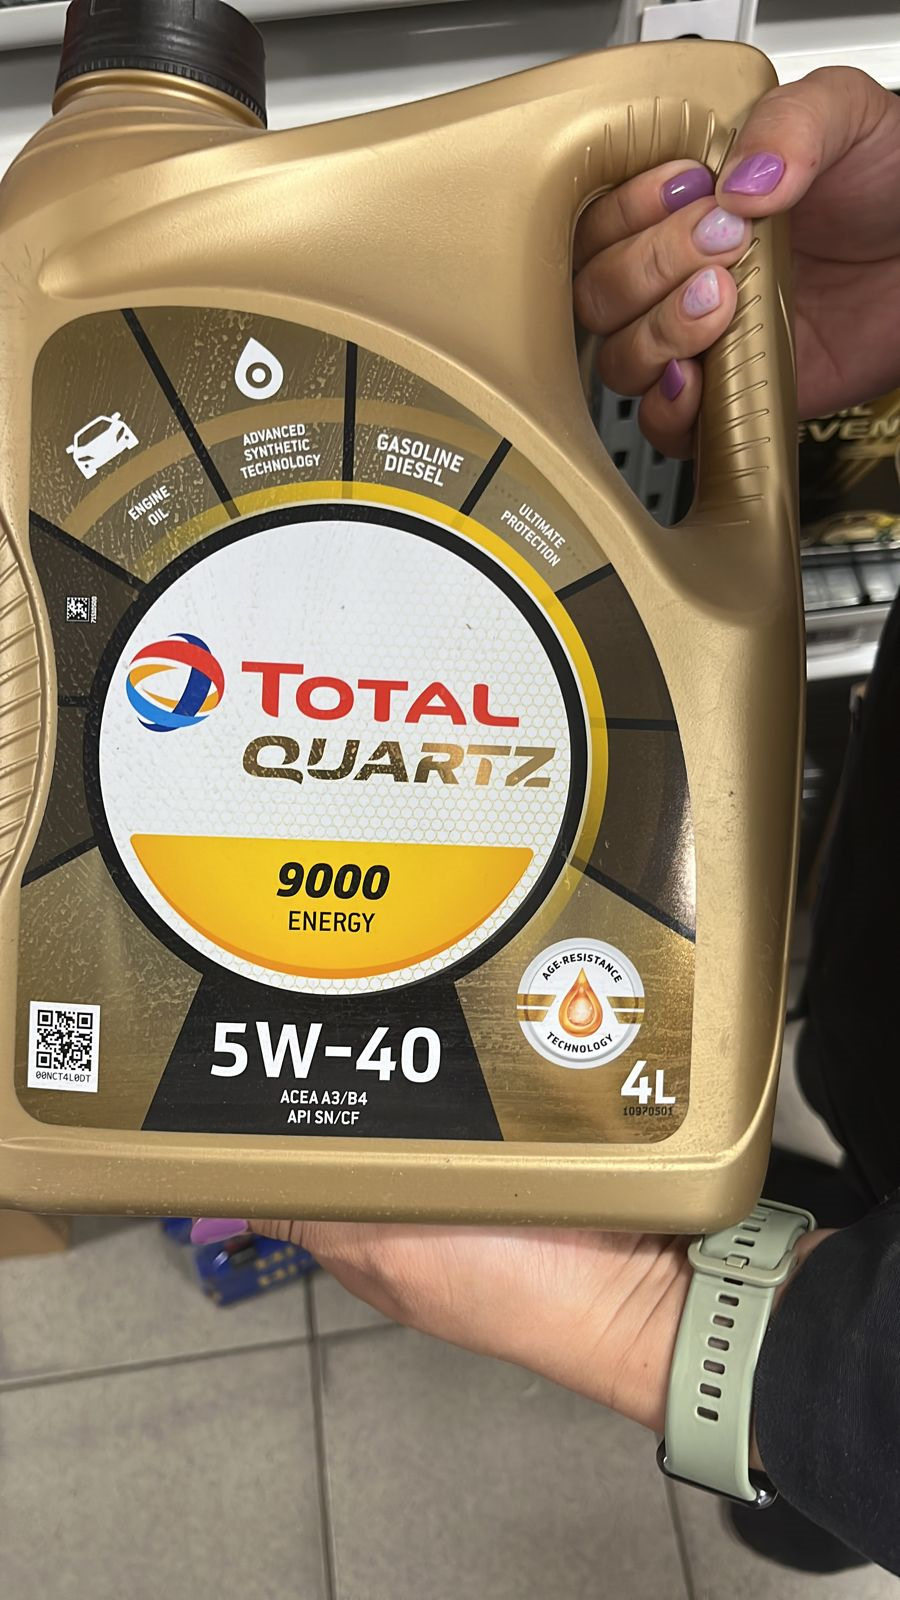 ADVANCED
SYNTHETIC
TECHNOLOGY
GASOLINE
DIESEL
ENGINE
OIL
ULTIMATE
PROTECTION
TOTAL
QUARTZ
9000
ENERGY
AGE-RESISTANCE
TECHNOLOGY
5W-40
ACEA A3/B4
API SN/CF
00NCT4L0DT
4L
10970501
EVEN